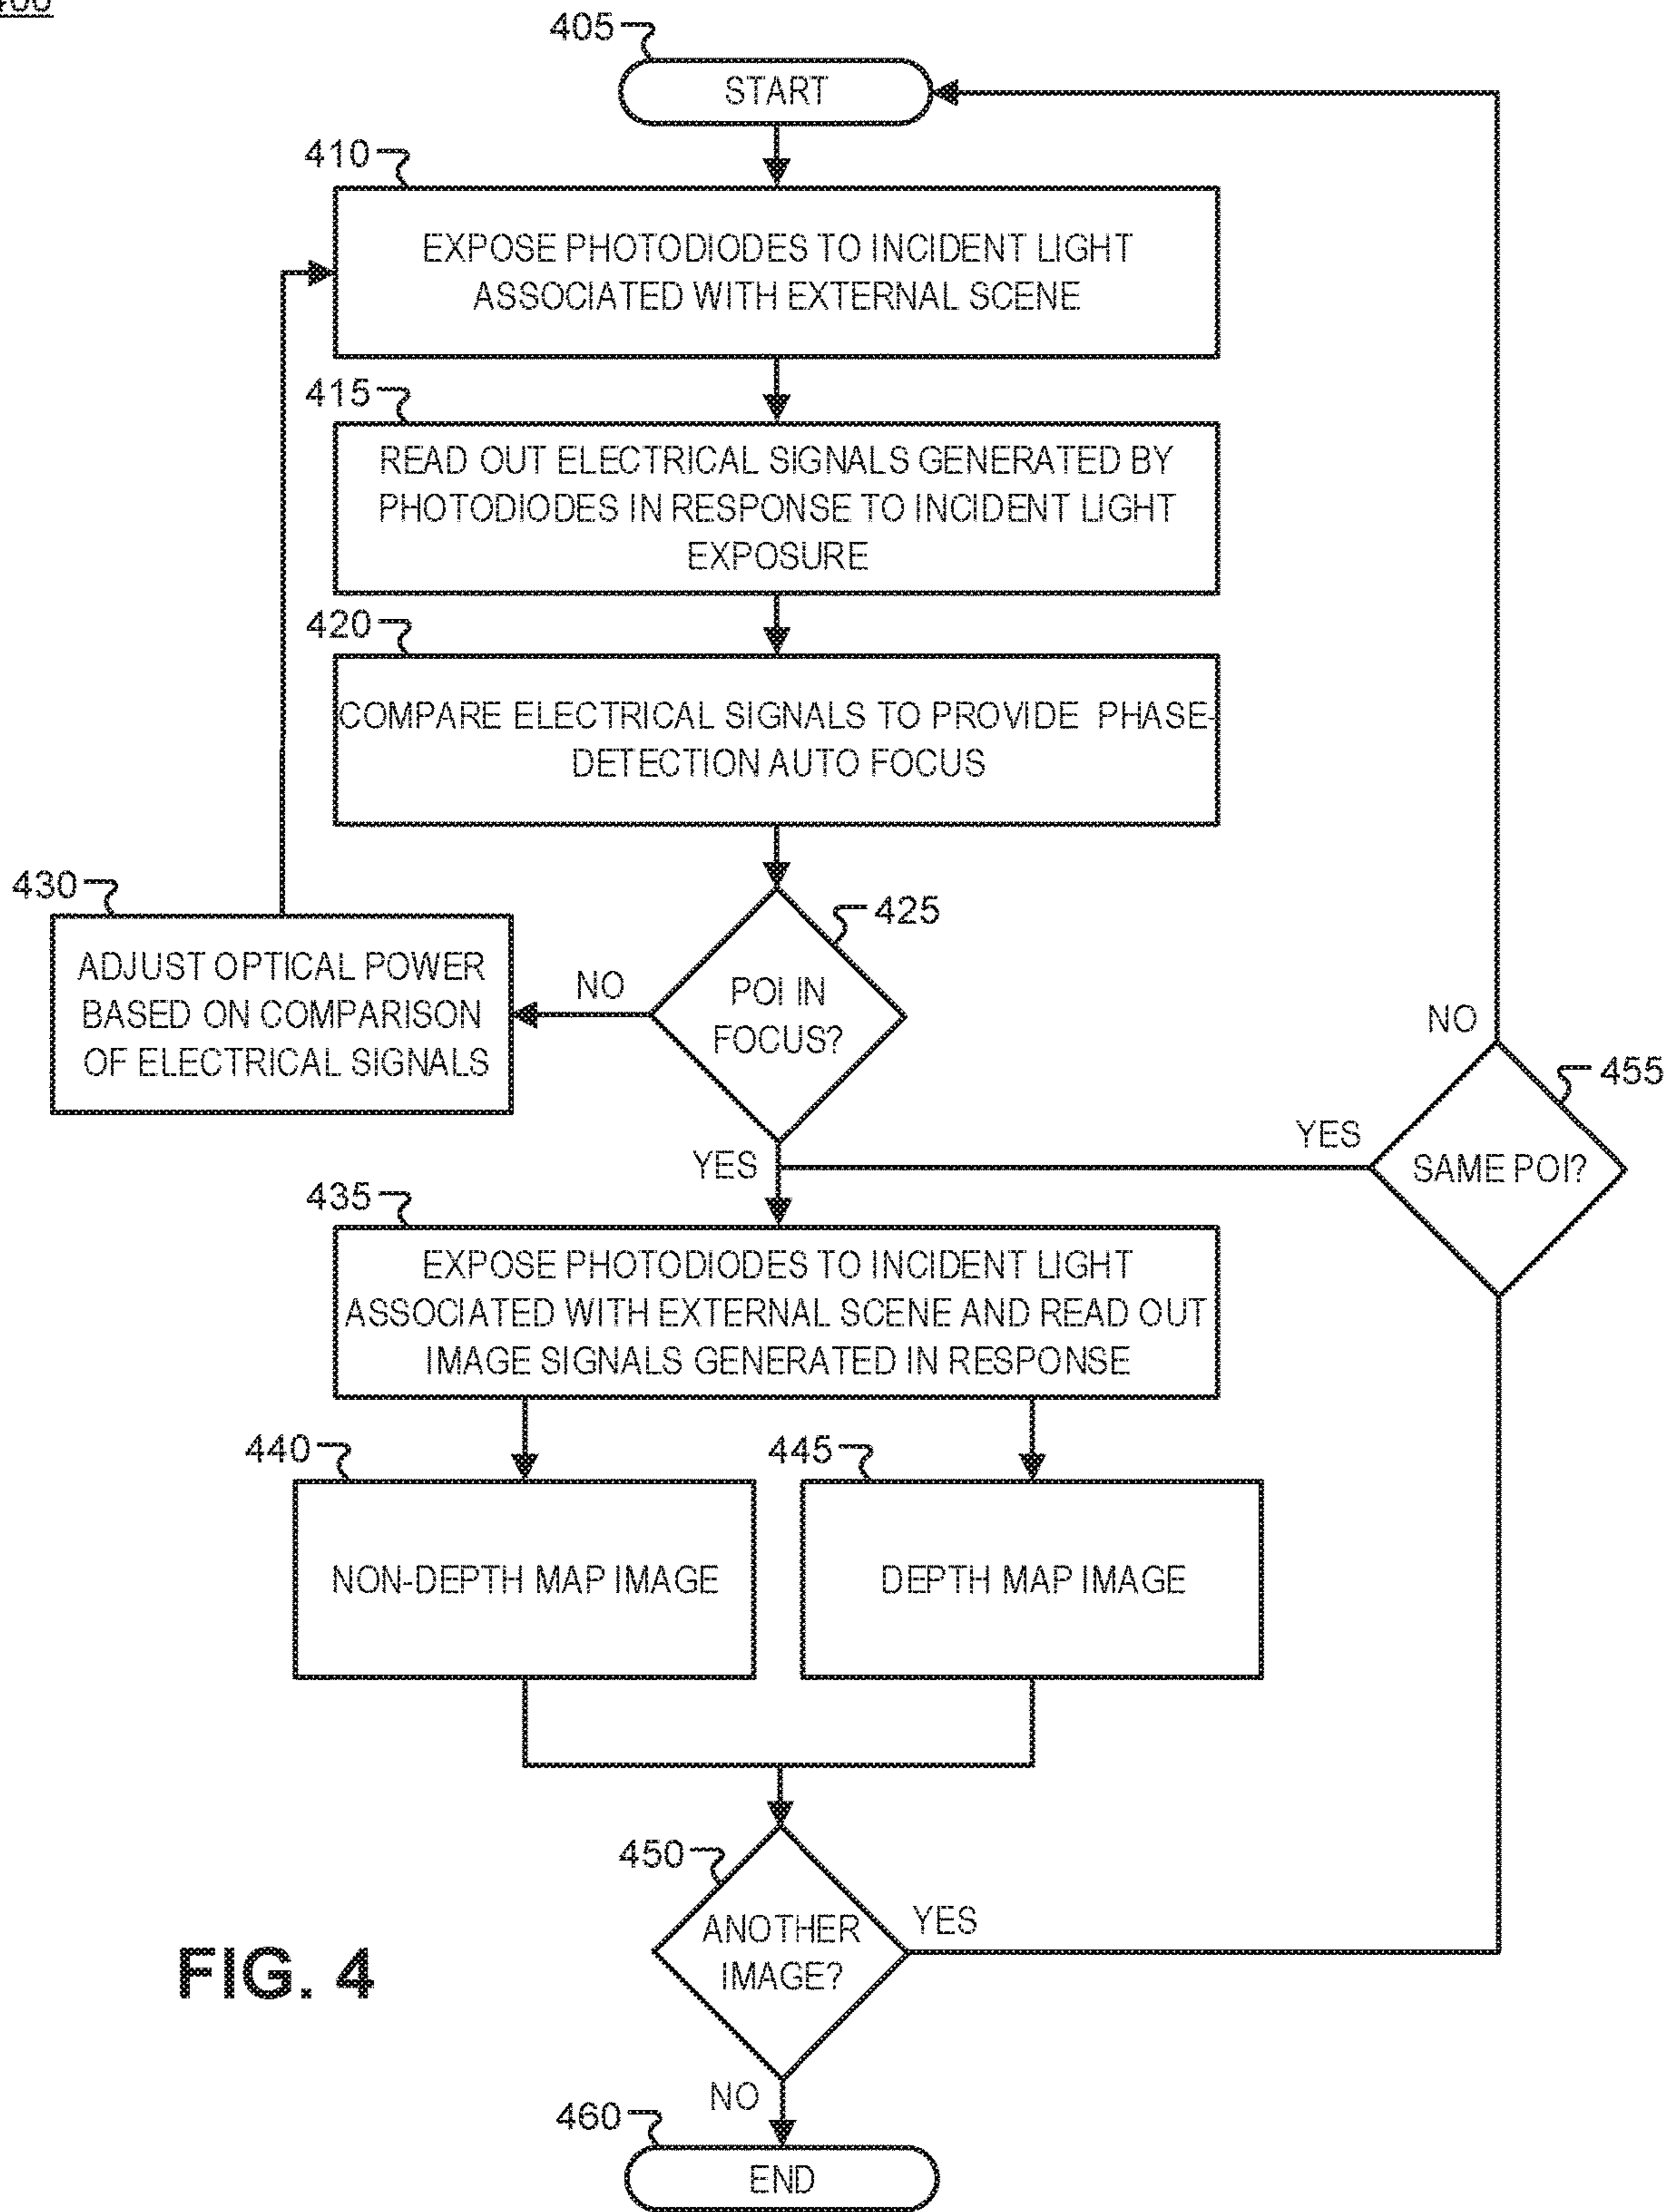 405
START
410
EXPOSE PHOTODIODES TO INCIDENT LIGHT
ASSOCIATED WITH EXTERNAL SCENE
415
READ OUT ELECTRICAL SIGNALS GENERATED BY
PHOTODIODES IN RESPONSE TO INCIDENT LIGHT
EXPOSURE
420
COMPARE ELECTRICAL SIGNALS TO PROVIDE PHASE-
DETECTION AUTO FOCUS
430
ADJUST OPTICAL POWER
BASED ON COMPARISON
OF ELECTRICAL SIGNALS
NO
425
POI IN
FOCUS?
YES
NO
455
YES
SAME POI?
435
EXPOSE PHOTODIODES TO INCIDENT LIGHT
ASSOCIATED WITH EXTERNAL SCENE AND READ OUT
IMAGE SIGNALS GENERATED IN RESPONSE
440
NON-DEPTH MAP IMAGE
445
DEPTH MAP IMAGE
450
ANOTHER
IMAGE?
YES
NO
FIG. 4
460
END